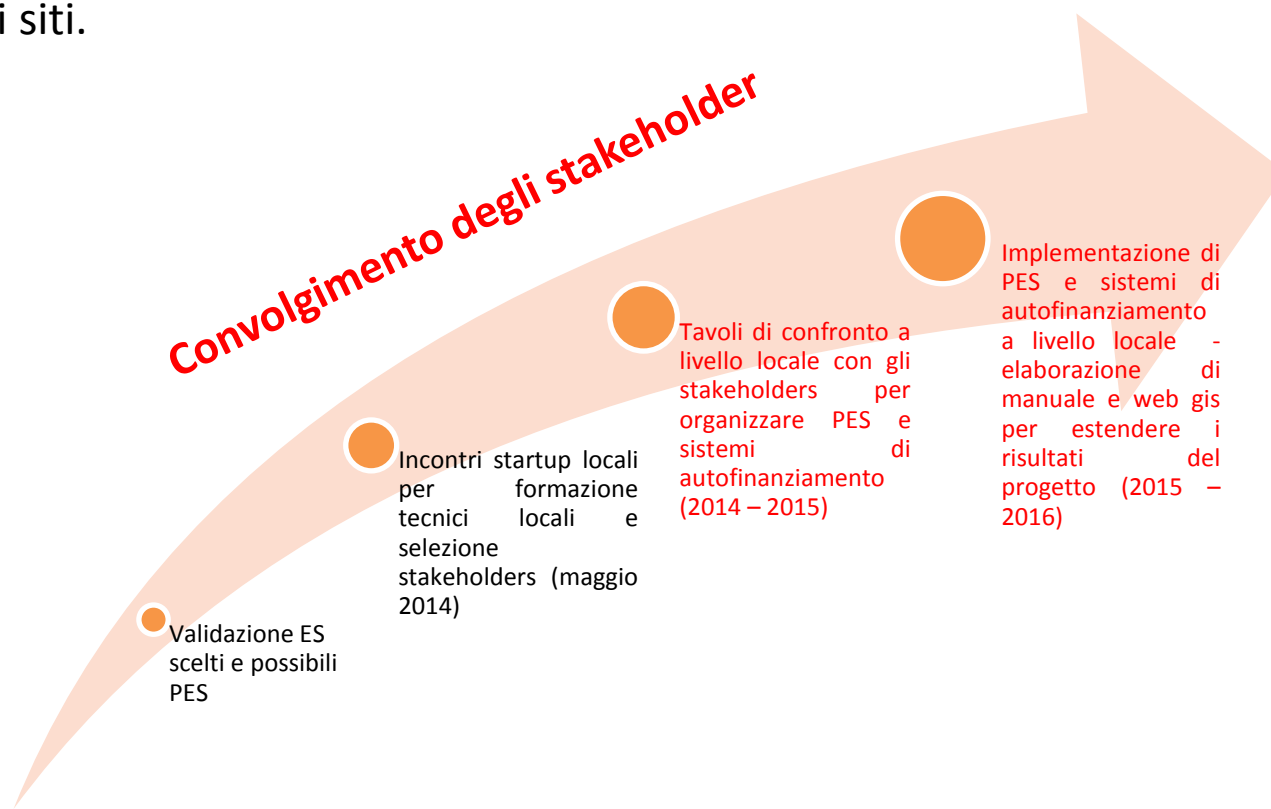 i siti.
Convolgimento degli stakeholder
Validazione ES
scelti e possibili
PES
Incontri startup locali
per formazione
tecnici locali e
selezione
stakeholders (maggio
2014)
Tavoli di confronto a
livello locale con gli
stakeholders per
organizzare PES e
sistemi di
autofinanziamento
(2014 – 2015)
Implementazione di
PES e sistemi di
autofinanziamento
a livello locale -
elaborazione di
manuale e web gis
per estendere i
risultati del
progetto (2015 –
2016)